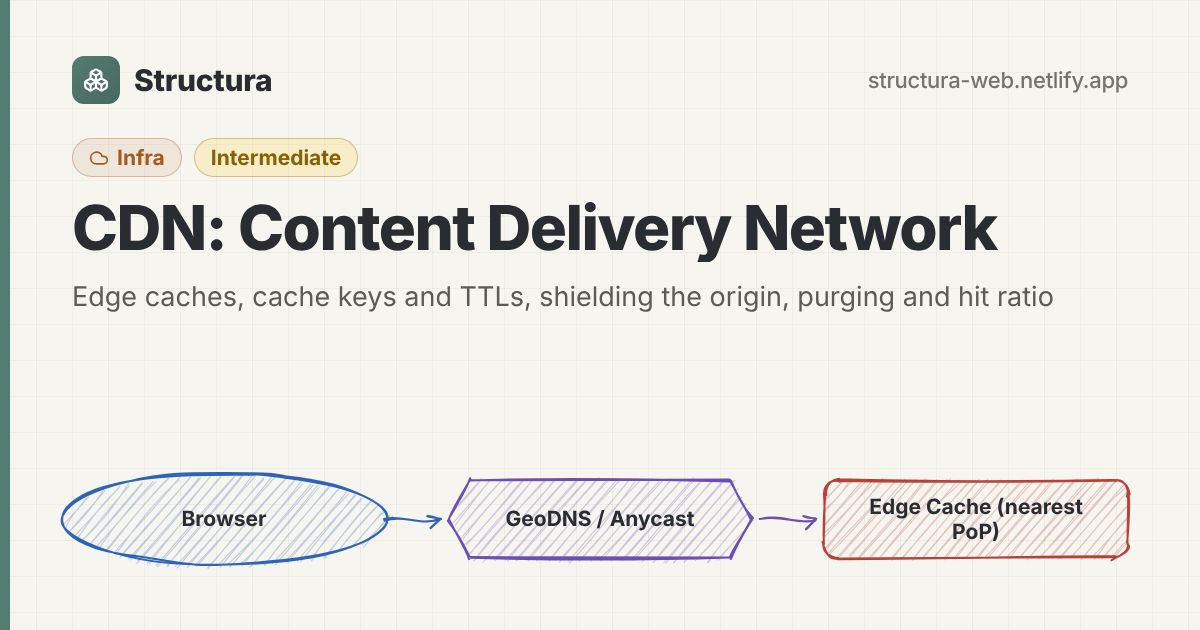 Structura
structura-web.netlify.app
Infra
Intermediate
CDN: Content Delivery Network
Edge caches, cache keys and TTLs, shielding the origin, purging and hit ratio
Browser
GeoDNS / Anycast
Edge Cache (nearest
PoP)